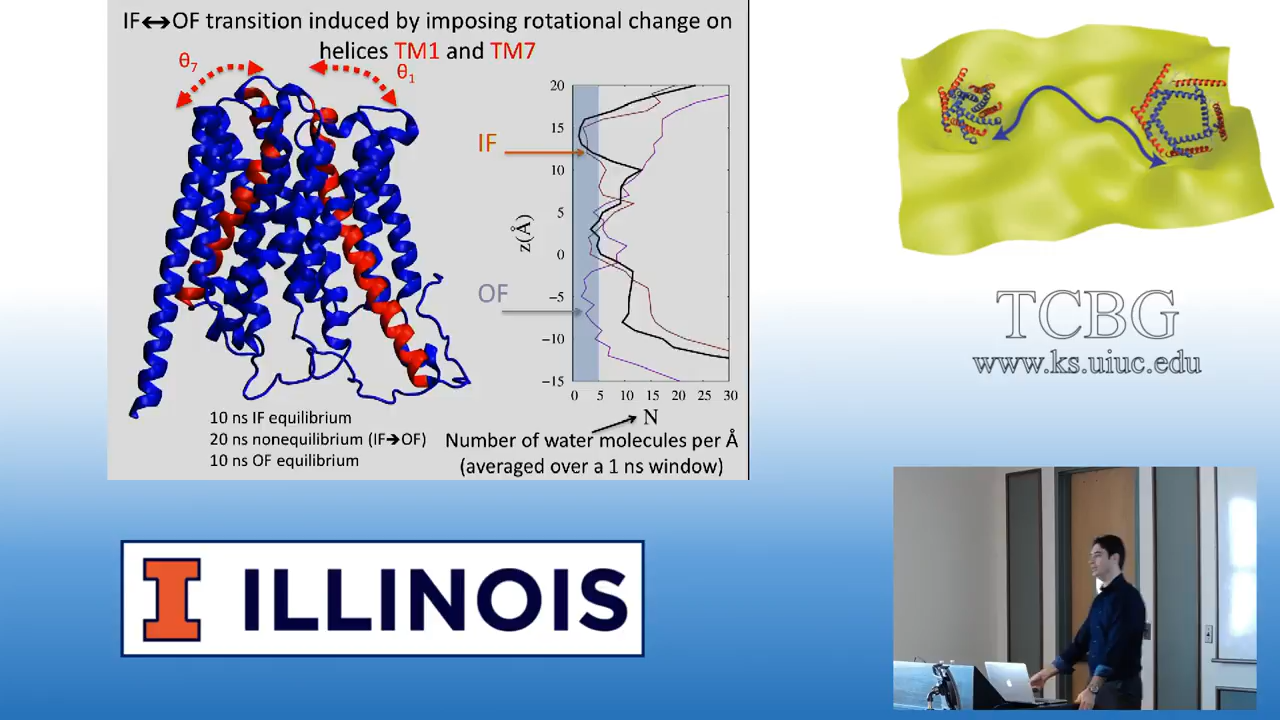 IF↔OF transition induced by imposing rotational change on
helices TM1 and TM7
θ7
θ1
20
15
10
5
0
−5
−10
−15
z(Å)
IF
OF
0 5 10 15 20 25 30
N
Number of water molecules per Å
(averaged over a 1 ns window)
10 ns IF equilibrium
20 ns nonequilibrium (IF➔OF)
10 ns OF equilibrium
TCBG
www.ks.uiuc.edu
I ILLINOIS